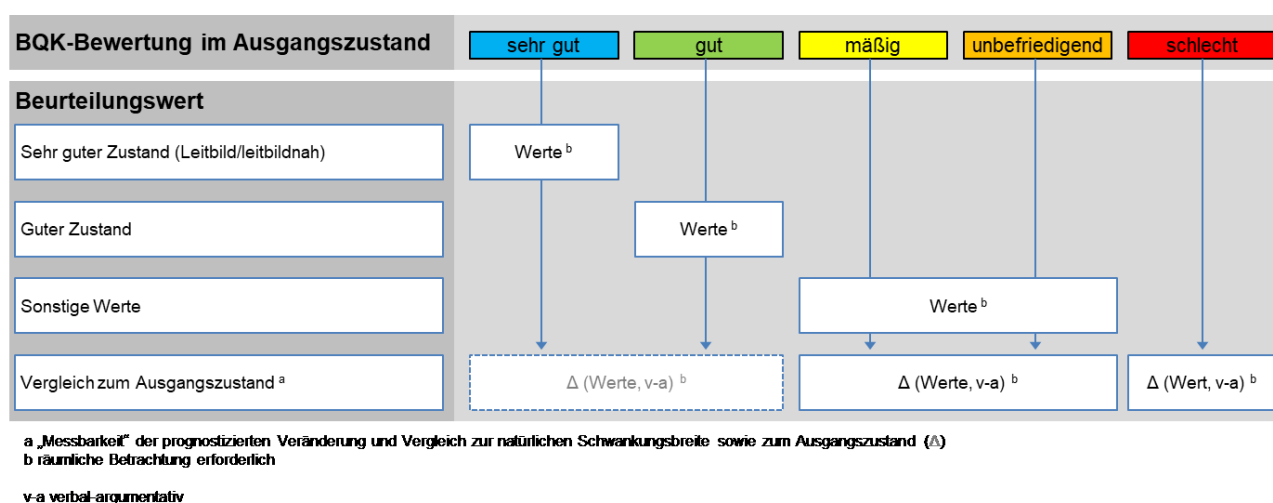 BQK-Bewertung im Ausgangszustand sehr gut gut mäßig unbefriedigend schlecht
Beurteilungswert
Sehr guter Zustand (Leitbild/leitbildnah) Werte b
Guter Zustand Werte b
Sonstige Werte Werte b
Vergleich zum Ausgangszustand a Δ (Werte, v-a) b Δ (Werte, v-a) b Δ (Wert, v-a) b
a „Messbarkeit“ der prognostizierten Veränderung und Vergleich zur natürlichen Schwankungsbreite sowie zum Ausgangszustand (Δ)
b räumliche Betrachtung erforderlich
v-a verbal-argumentativ